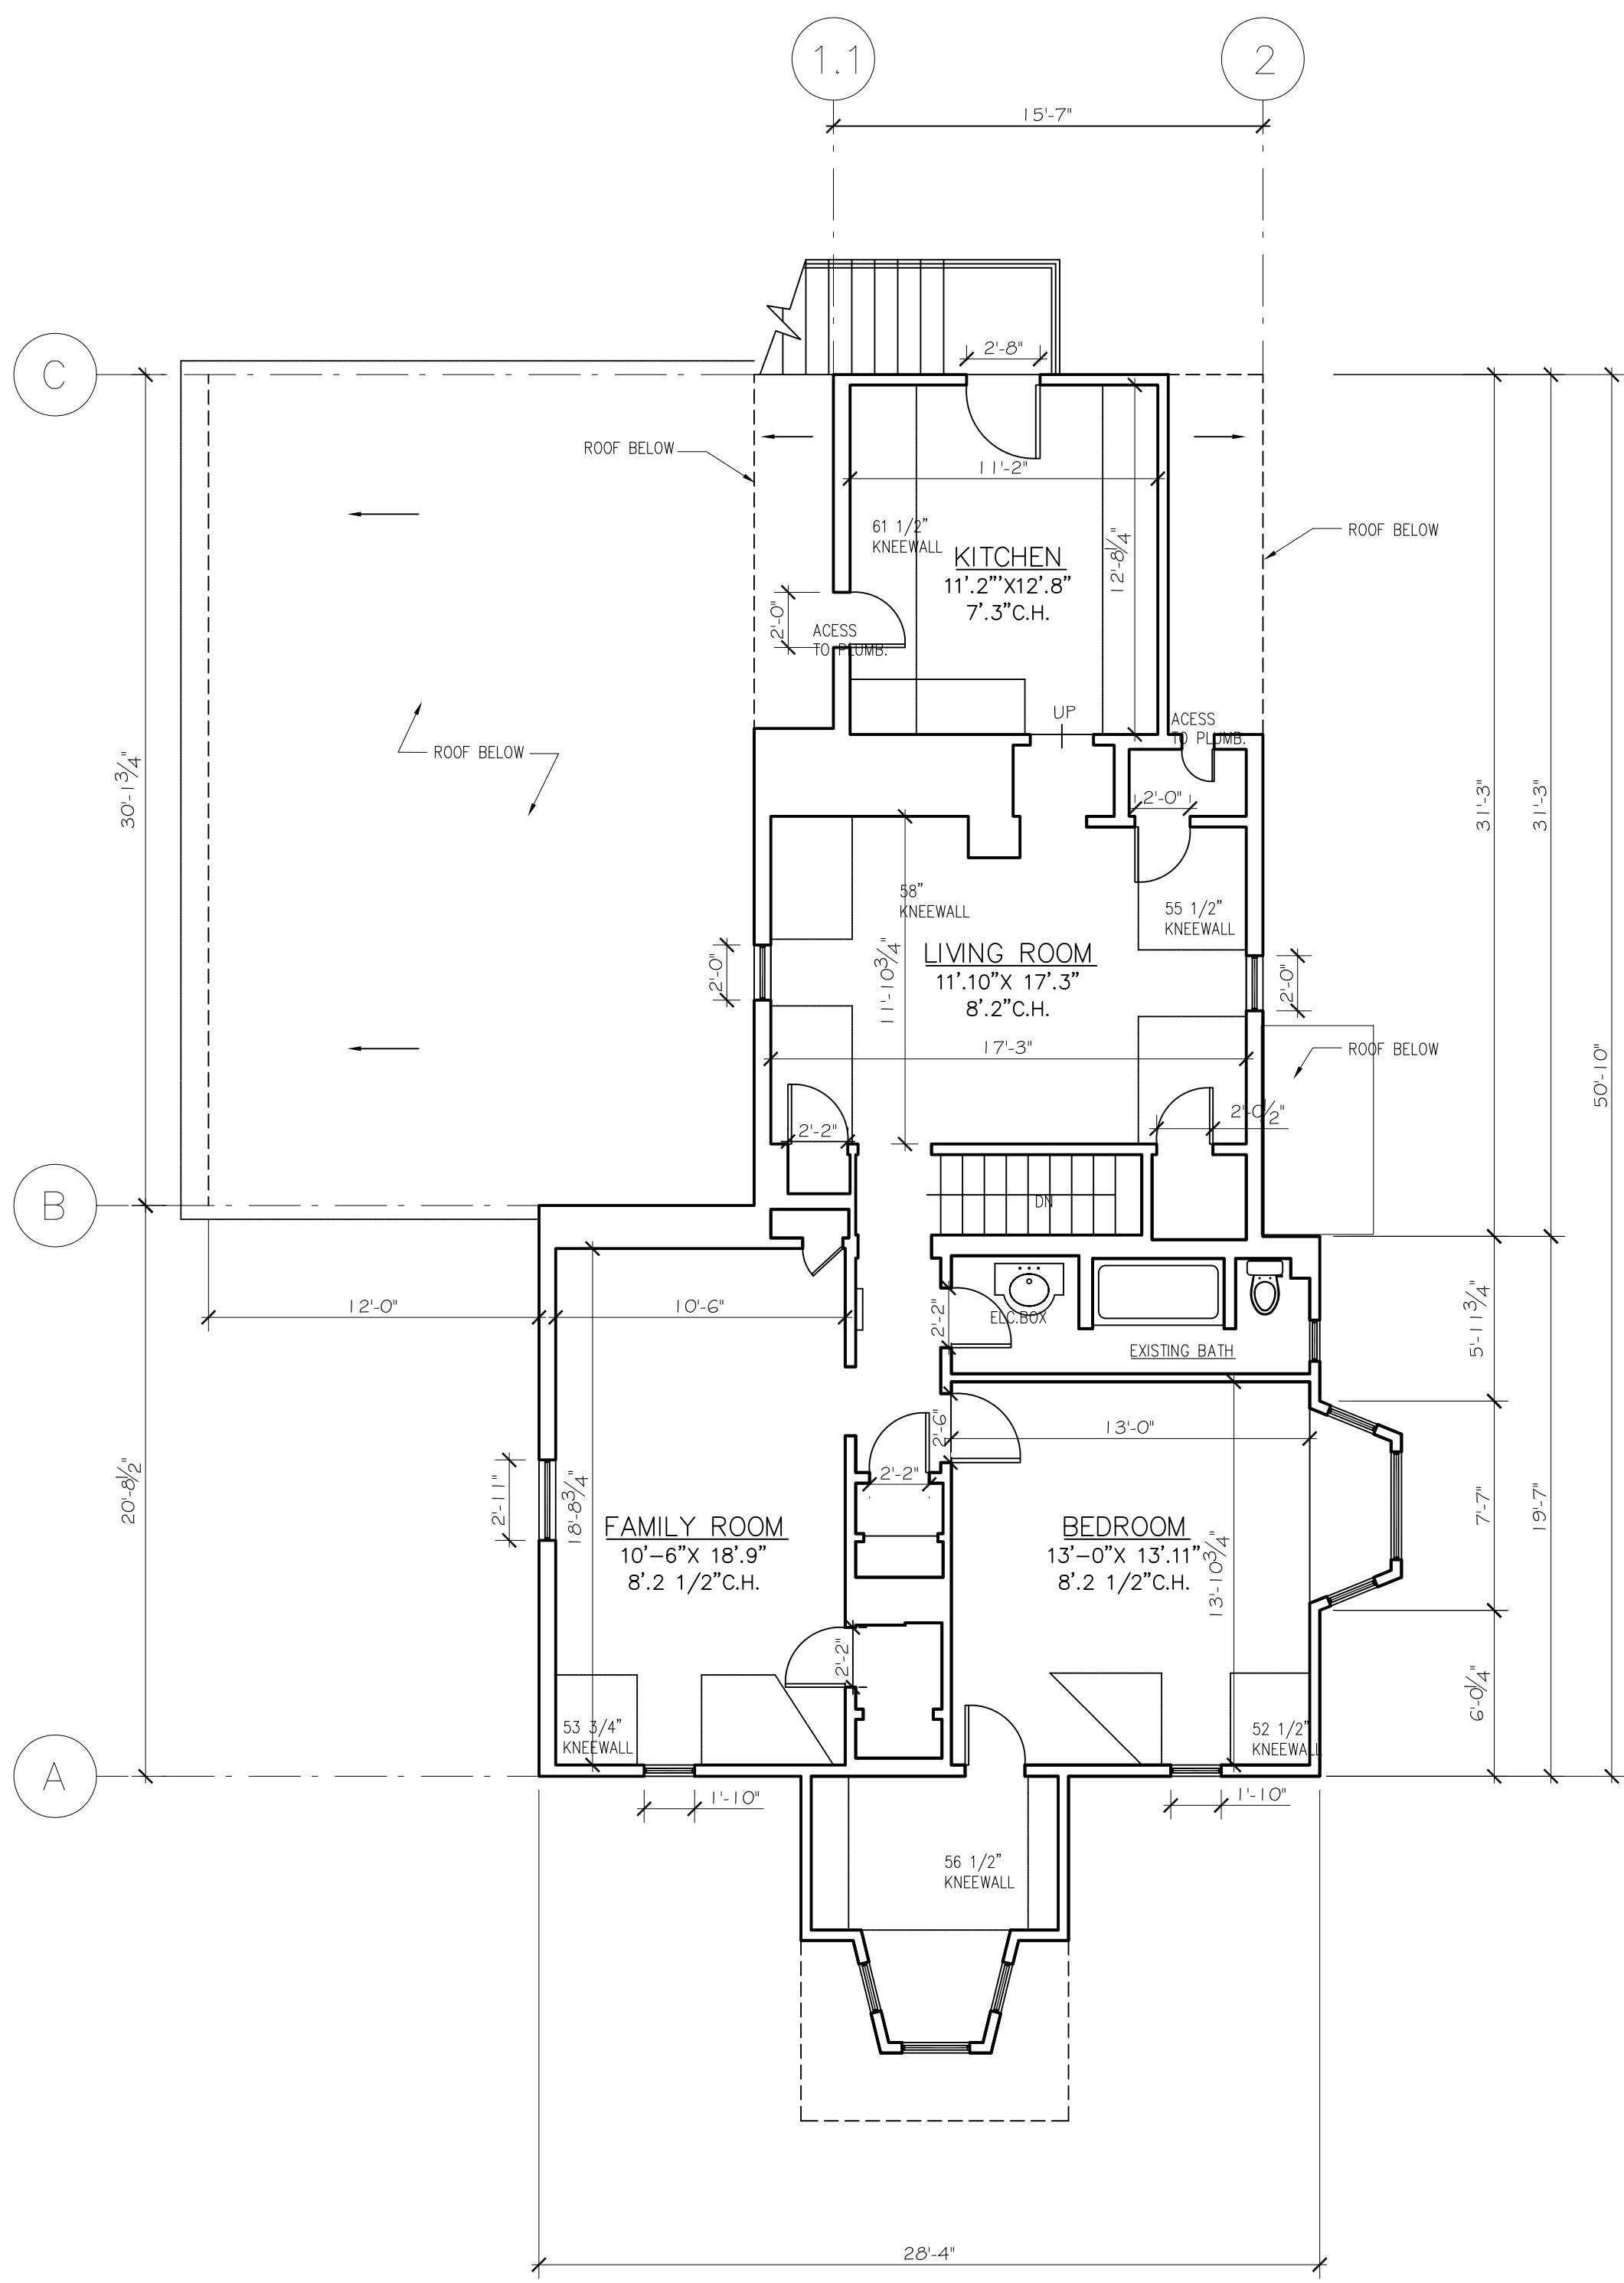 1.1
2
15'-7"
C
2'-8"
ROOF BELOW
11'-2"
61 1/2"
KNEEWALL
KITCHEN
11'.2"'X12'.8"
7'.3"C.H.
12'-8 1/4"
ROOF BELOW
2'-0"
ACESS
TO PLUMB.
UP
ACESS
TO PLUMB.
ROOF BELOW
30'-1 3/4"
2'-0"
31'-3"
31'-3"
58"
KNEEWALL
55 1/2"
KNEEWALL
LIVING ROOM
11'.10"X 17'.3"
8'.2"C.H.
11'-10 3/4"
2'-0"
2'-0"
17'-3"
ROOF BELOW
50'-10"
2'-2"
2'-0 1/2"
B
DN
12'-0"
10'-6"
2'-2"
ELC.BOX
EXISTING BATH
5'-11 3/4"
2'-6"
13'-0"
2'-2"
20'-8 1/2"
2'-11"
18'-8 3/4"
FAMILY ROOM
10'-6"X 18'.9"
8'.2 1/2"C.H.
BEDROOM
13'-0"X 13'.11"
8'.2 1/2"C.H.
13'-10 3/4"
7'-7"
19'-7"
2'-2"
6'-0 1/4"
53 3/4"
KNEEWALL
52 1/2"
KNEEWALL
A
1'-10"
1'-10"
56 1/2"
KNEEWALL
28'-4"